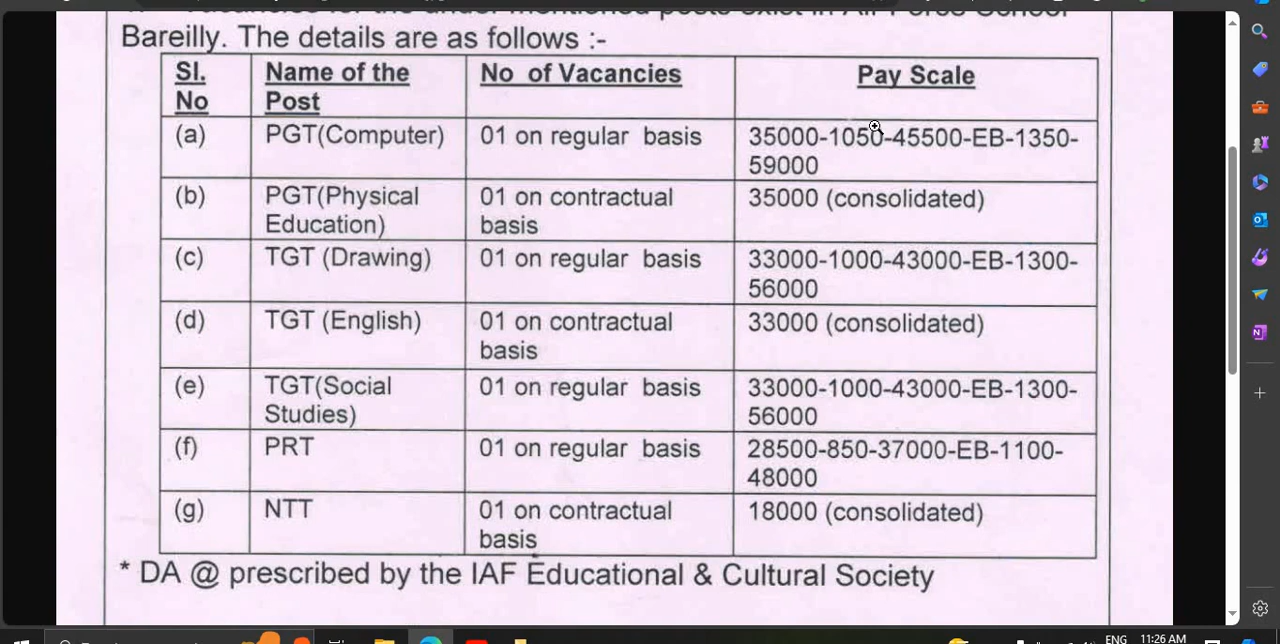 Bareilly. The details are as follows :-
Sl. No Name of the Post No of Vacancies Pay Scale
(a) PGT(Computer) 01 on regular basis 35000-1050-45500-EB-1350-59000
(b) PGT(Physical Education) 01 on contractual basis 35000 (consolidated)
(c) TGT (Drawing) 01 on regular basis 33000-1000-43000-EB-1300-56000
(d) TGT (English) 01 on contractual basis 33000 (consolidated)
(e) TGT(Social Studies) 01 on regular basis 33000-1000-43000-EB-1300-56000
(f) PRT 01 on regular basis 28500-850-37000-EB-1100-48000
(g) NTT 01 on contractual basis 18000 (consolidated)
* DA @ prescribed by the IAF Educational & Cultural Society
ENG 11:26 AM